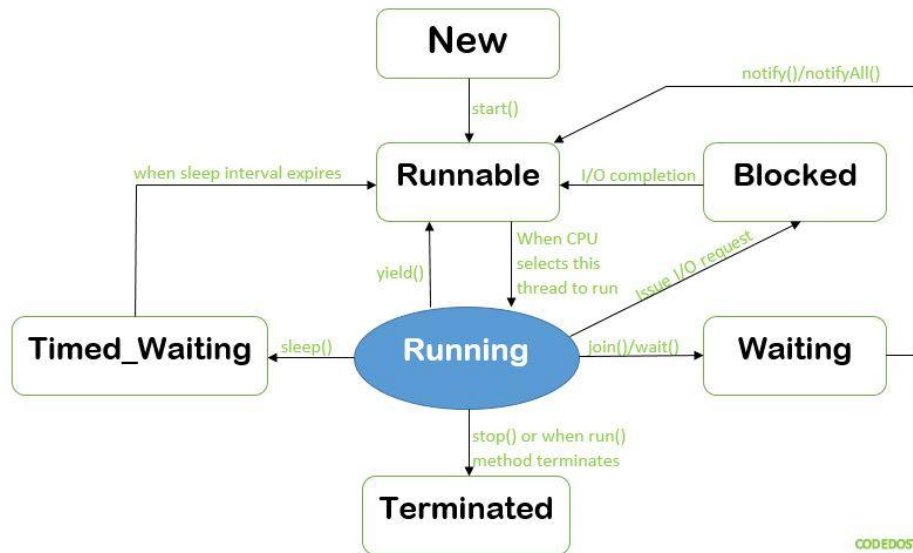 New
notify()/notifyAll()
start()
when sleep interval expires
Runnable
I/O completion
Blocked
When CPU
selects this
thread to run
yield()
Issue I/O request
Timed_Waiting
sleep()
Running
join()/wait()
Waiting
stop() or when run()
method terminates
Terminated